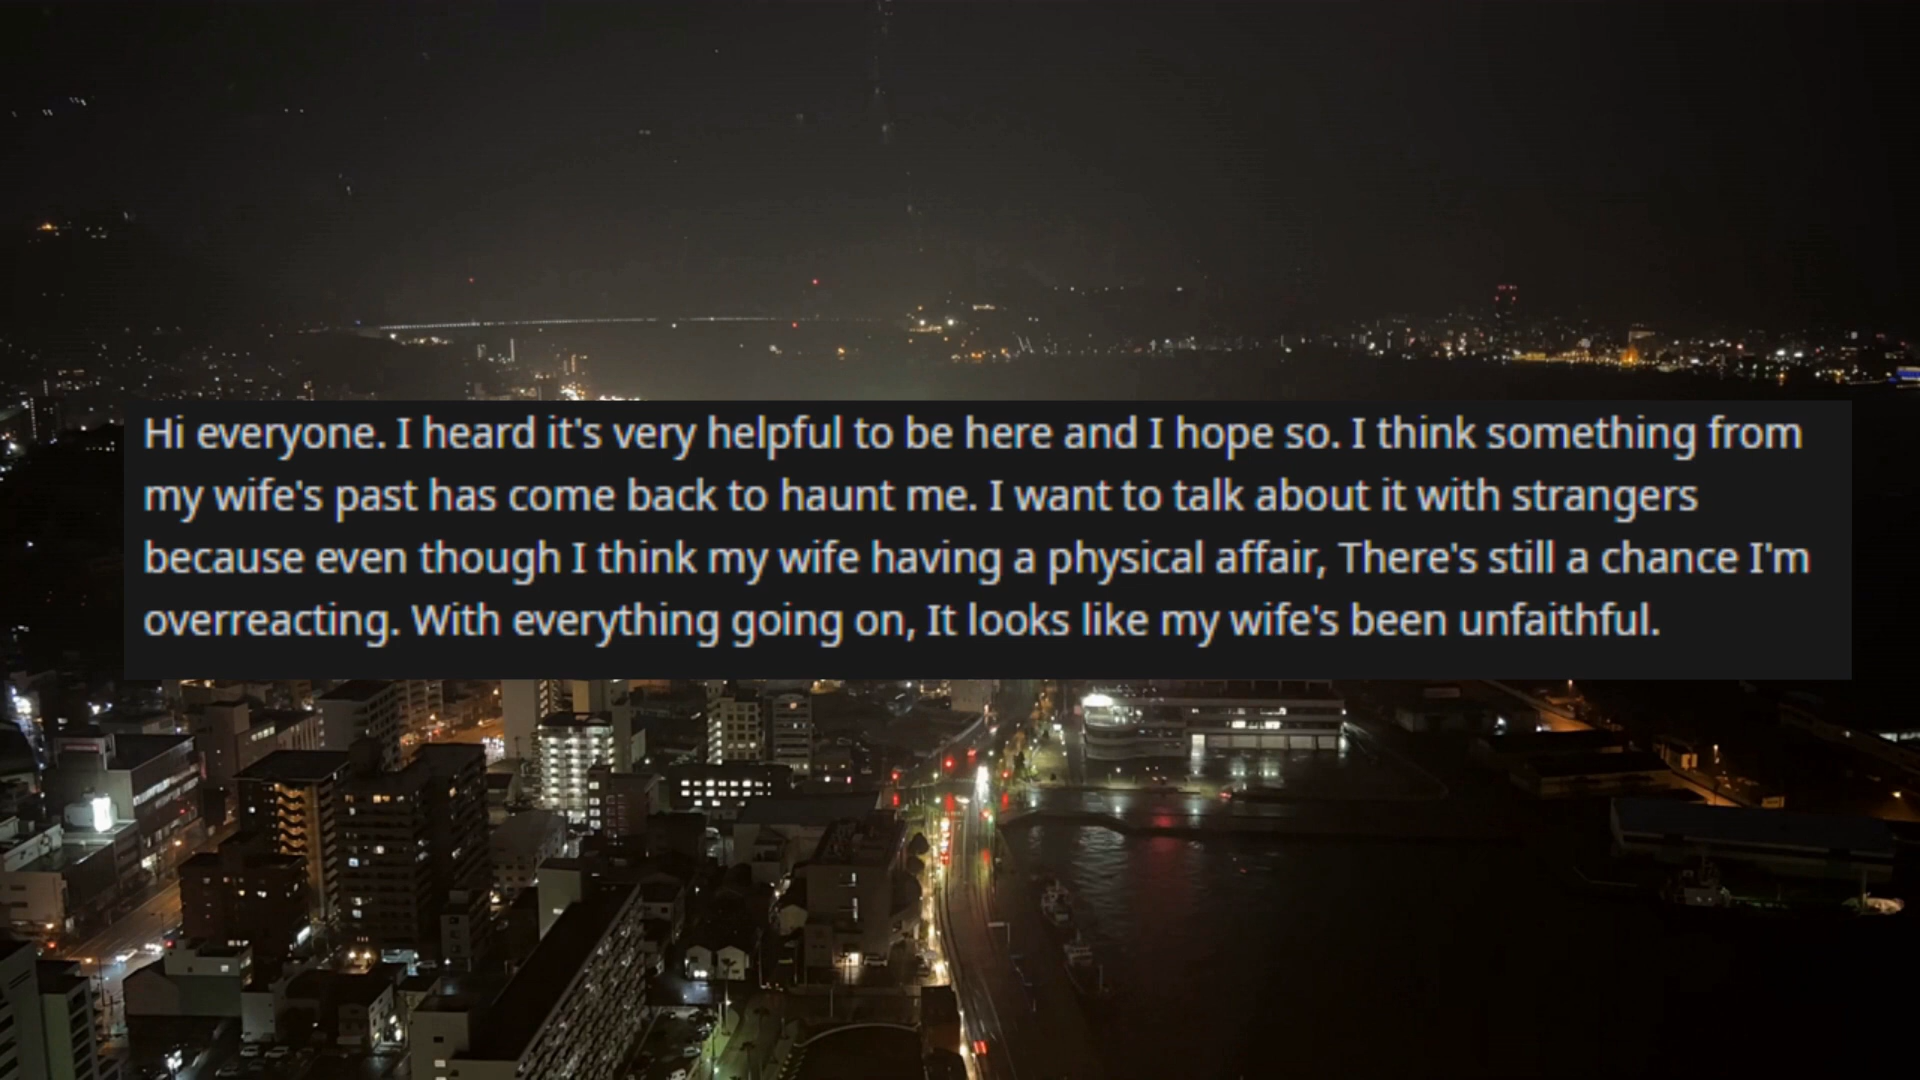 Hi everyone. I heard it's very helpful to be here and I hope so. I think something from
my wife's past has come back to haunt me. I want to talk about it with strangers
because even though I think my wife having a physical affair, There's still a chance I'm
overreacting. With everything going on, It looks like my wife's been unfaithful.